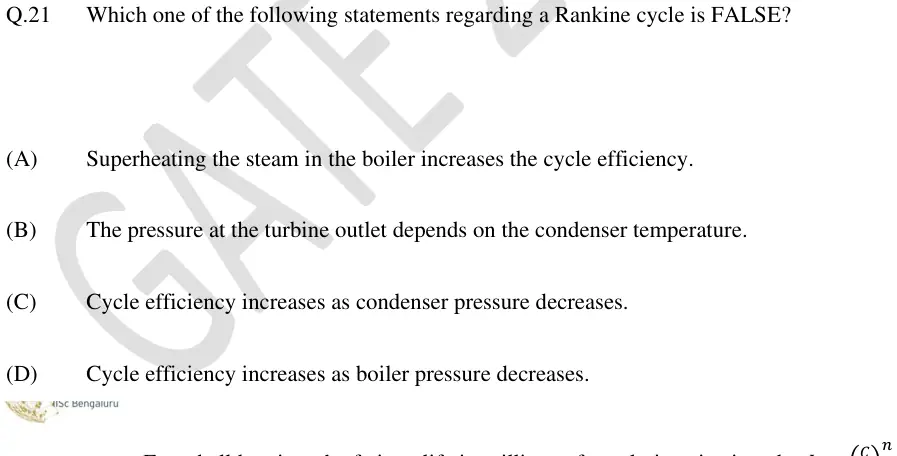 Q.21 Which one of the following statements regarding a Rankine cycle is FALSE?
GATE
(A) Superheating the steam in the boiler increases the cycle efficiency.
(B) The pressure at the turbine outlet depends on the condenser temperature.
(C) Cycle efficiency increases as condenser pressure decreases.
(D) Cycle efficiency increases as boiler pressure decreases.
IISc Bengaluru